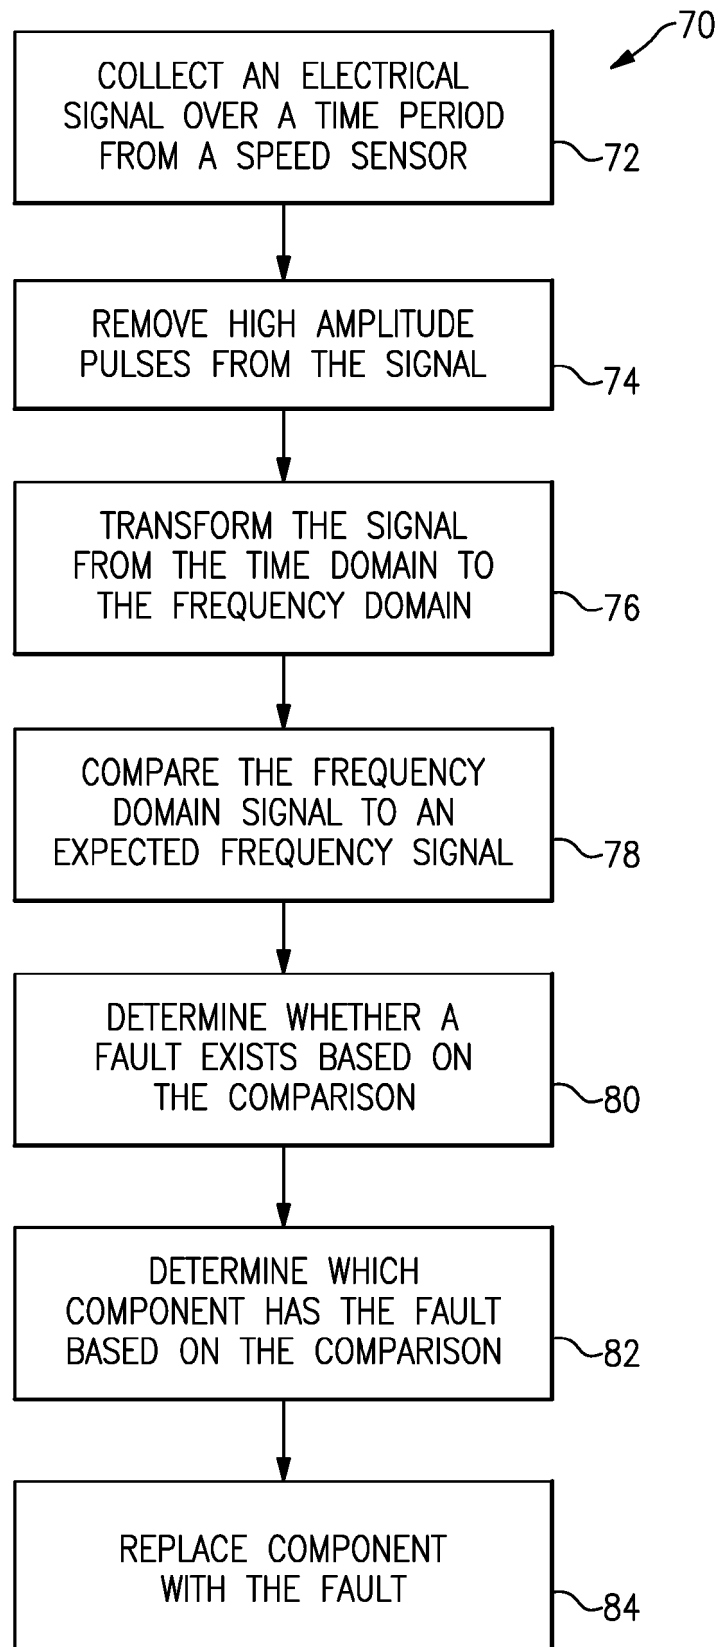 70
COLLECT AN ELECTRICAL
SIGNAL OVER A TIME PERIOD
FROM A SPEED SENSOR
72
REMOVE HIGH AMPLITUDE
PULSES FROM THE SIGNAL
74
TRANSFORM THE SIGNAL
FROM THE TIME DOMAIN TO
THE FREQUENCY DOMAIN
76
COMPARE THE FREQUENCY
DOMAIN SIGNAL TO AN
EXPECTED FREQUENCY SIGNAL
78
DETERMINE WHETHER A
FAULT EXISTS BASED ON
THE COMPARISON
80
DETERMINE WHICH
COMPONENT HAS THE FAULT
BASED ON THE COMPARISON
82
REPLACE COMPONENT
WITH THE FAULT
84